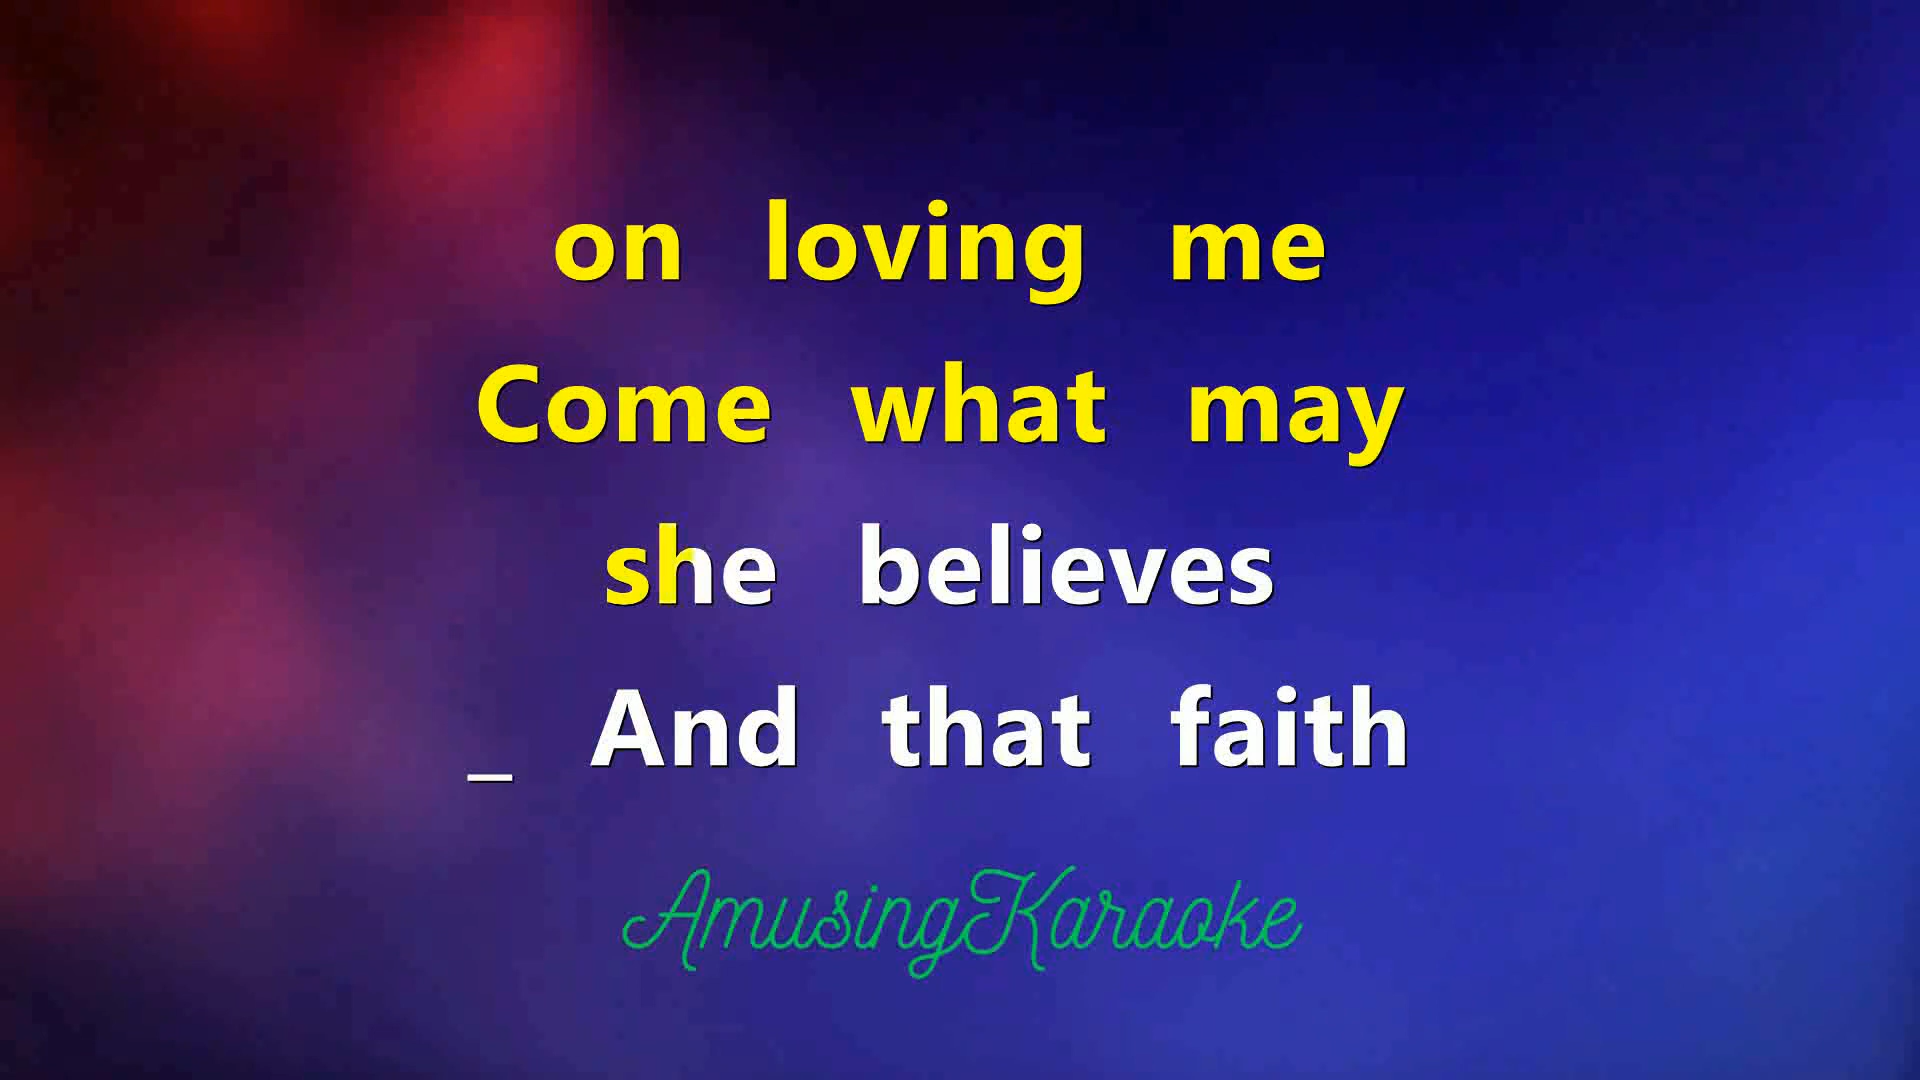 on loving me
Come what may
she believes
_ And that faith
AmusingKaraoke